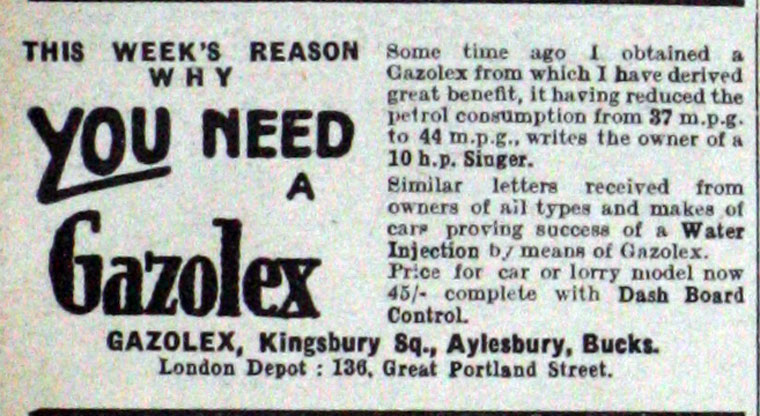 THIS WEEK'S REASON
WHY
YOU NEED
A
Gazolex
Some time ago I obtained a
Gazolex from which I have derived
great benefit, it having reduced the
petrol consumption from 37 m.p.g.
to 44 m.p.g., writes the owner of a
10 h.p. Singer.
Similar letters received from
owners of all types and makes of
cars proving success of a Water
Injection by means of Gazolex.
Price for car or lorry model now
45/- complete with Dash Board
Control.
GAZOLEX, Kingsbury Sq., Aylesbury, Bucks.
London Depot : 136, Great Portland Street.